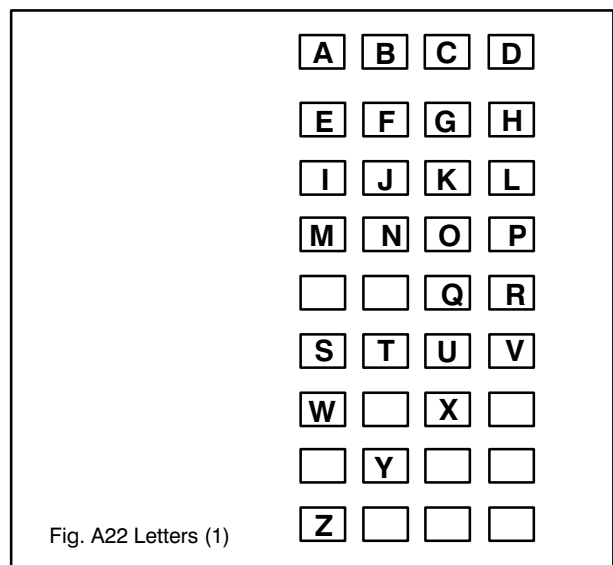 A B C D
E F G H
I J K L
M N O P
Q R
S T U V
W X
Y
Z
Fig. A22 Letters (1)